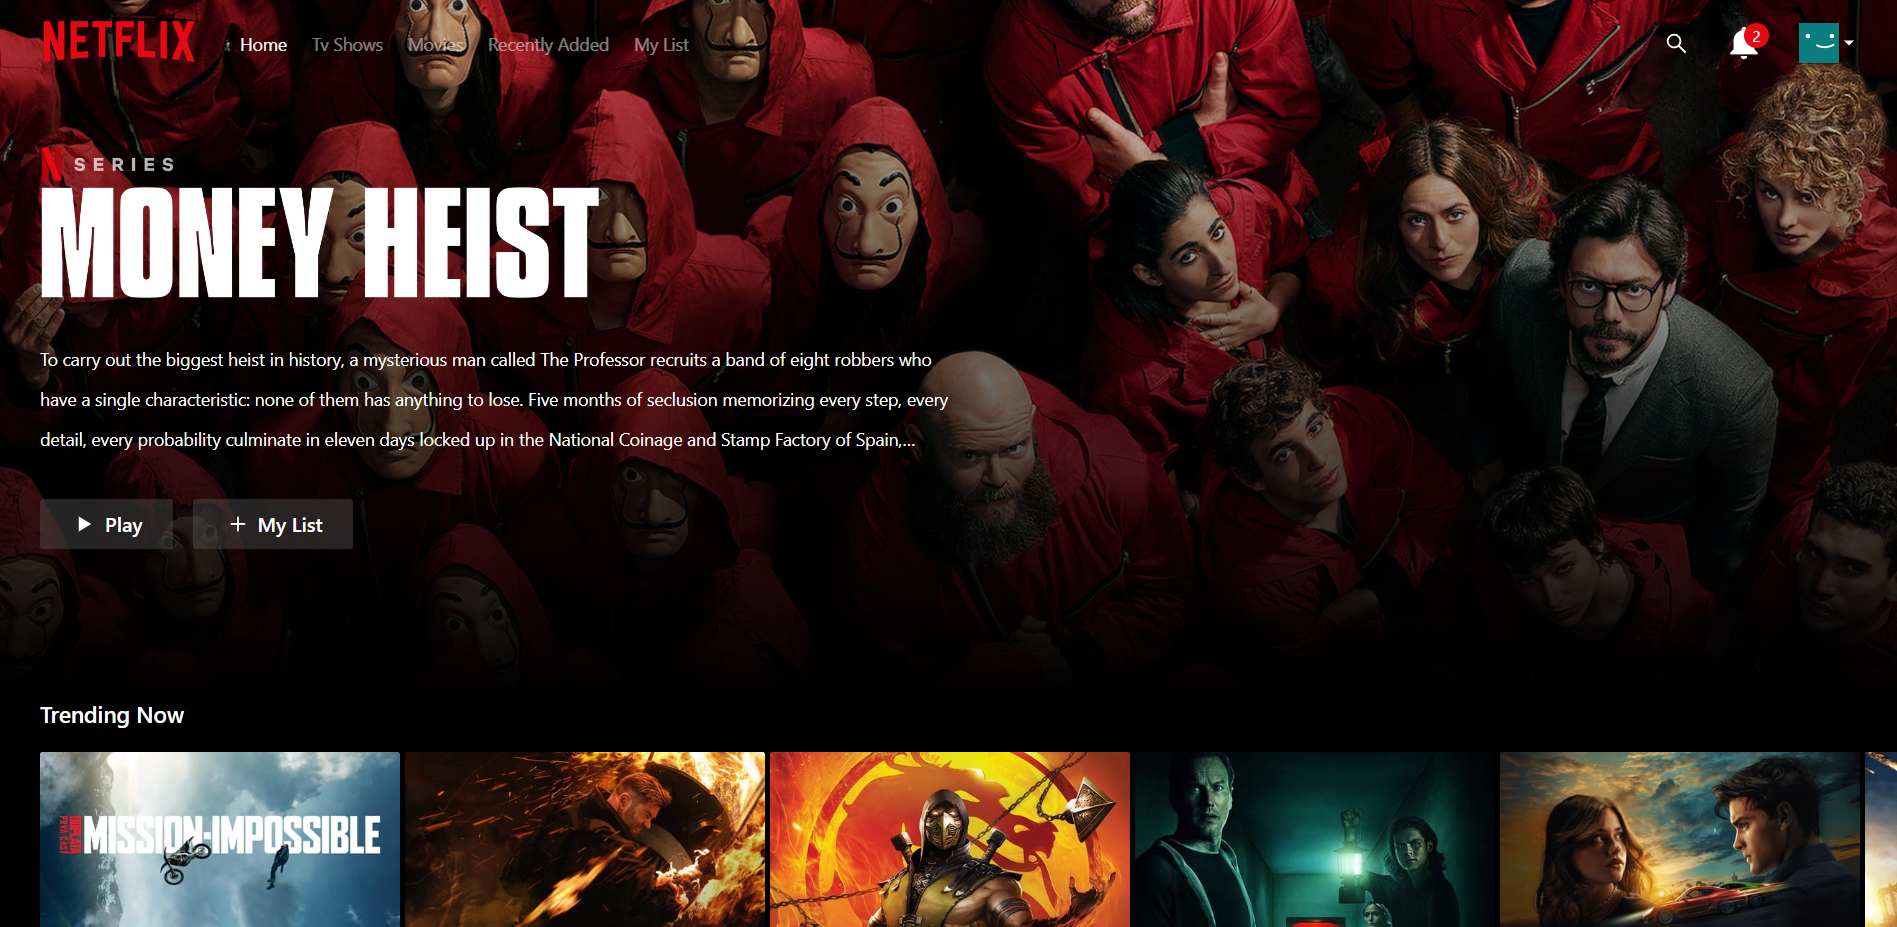 NETFLIX
Home Tv Shows Movies Recently Added My List
2
N SERIES
MONEY HEIST
To carry out the biggest heist in history, a mysterious man called The Professor recruits a band of eight robbers who
have a single characteristic: none of them has anything to lose. Five months of seclusion memorizing every step, every
detail, every probability culminate in eleven days locked up in the National Coinage and Stamp Factory of Spain,...
Play
My List
Trending Now
MISSION:IMPOSSIBLE
ODPLATA
PRVA ČAST